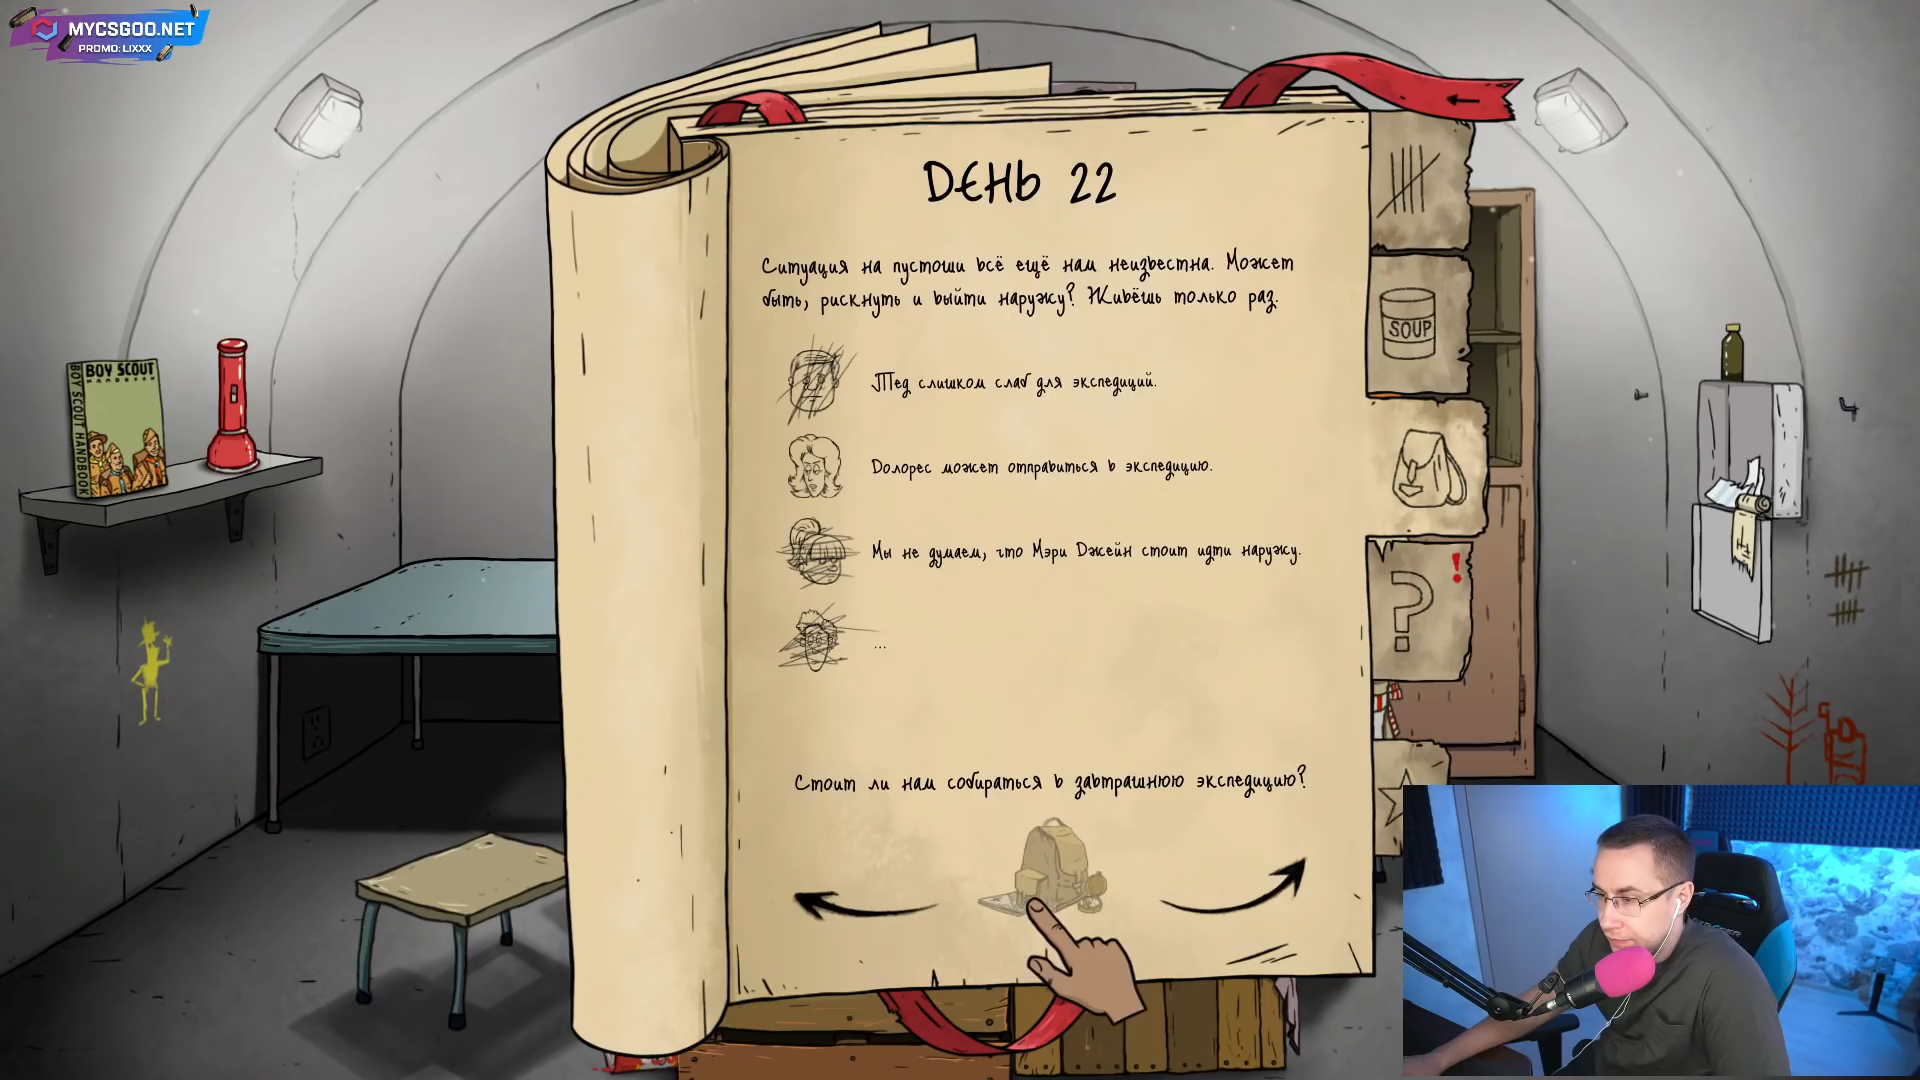 MYCSGOO.NET
PROMO: LIXXX
ДЕНЬ 22
Ситуация на пустоши всё ещё нам неизвестна. Может
быть, рискнуть и выйти наружу? Живёшь только раз.
Тед слишком слаб для экспедиций.
Долорес может отправиться в экспедицию.
Мы не думаем, что Мэри Джейн стоит идти наружу.
...
Стоит ли нам собираться в завтрашнюю экспедицию?
SOUP
?
!
BOY SCOUT
HANDBOOK
BOY SCOUT HANDBOOK